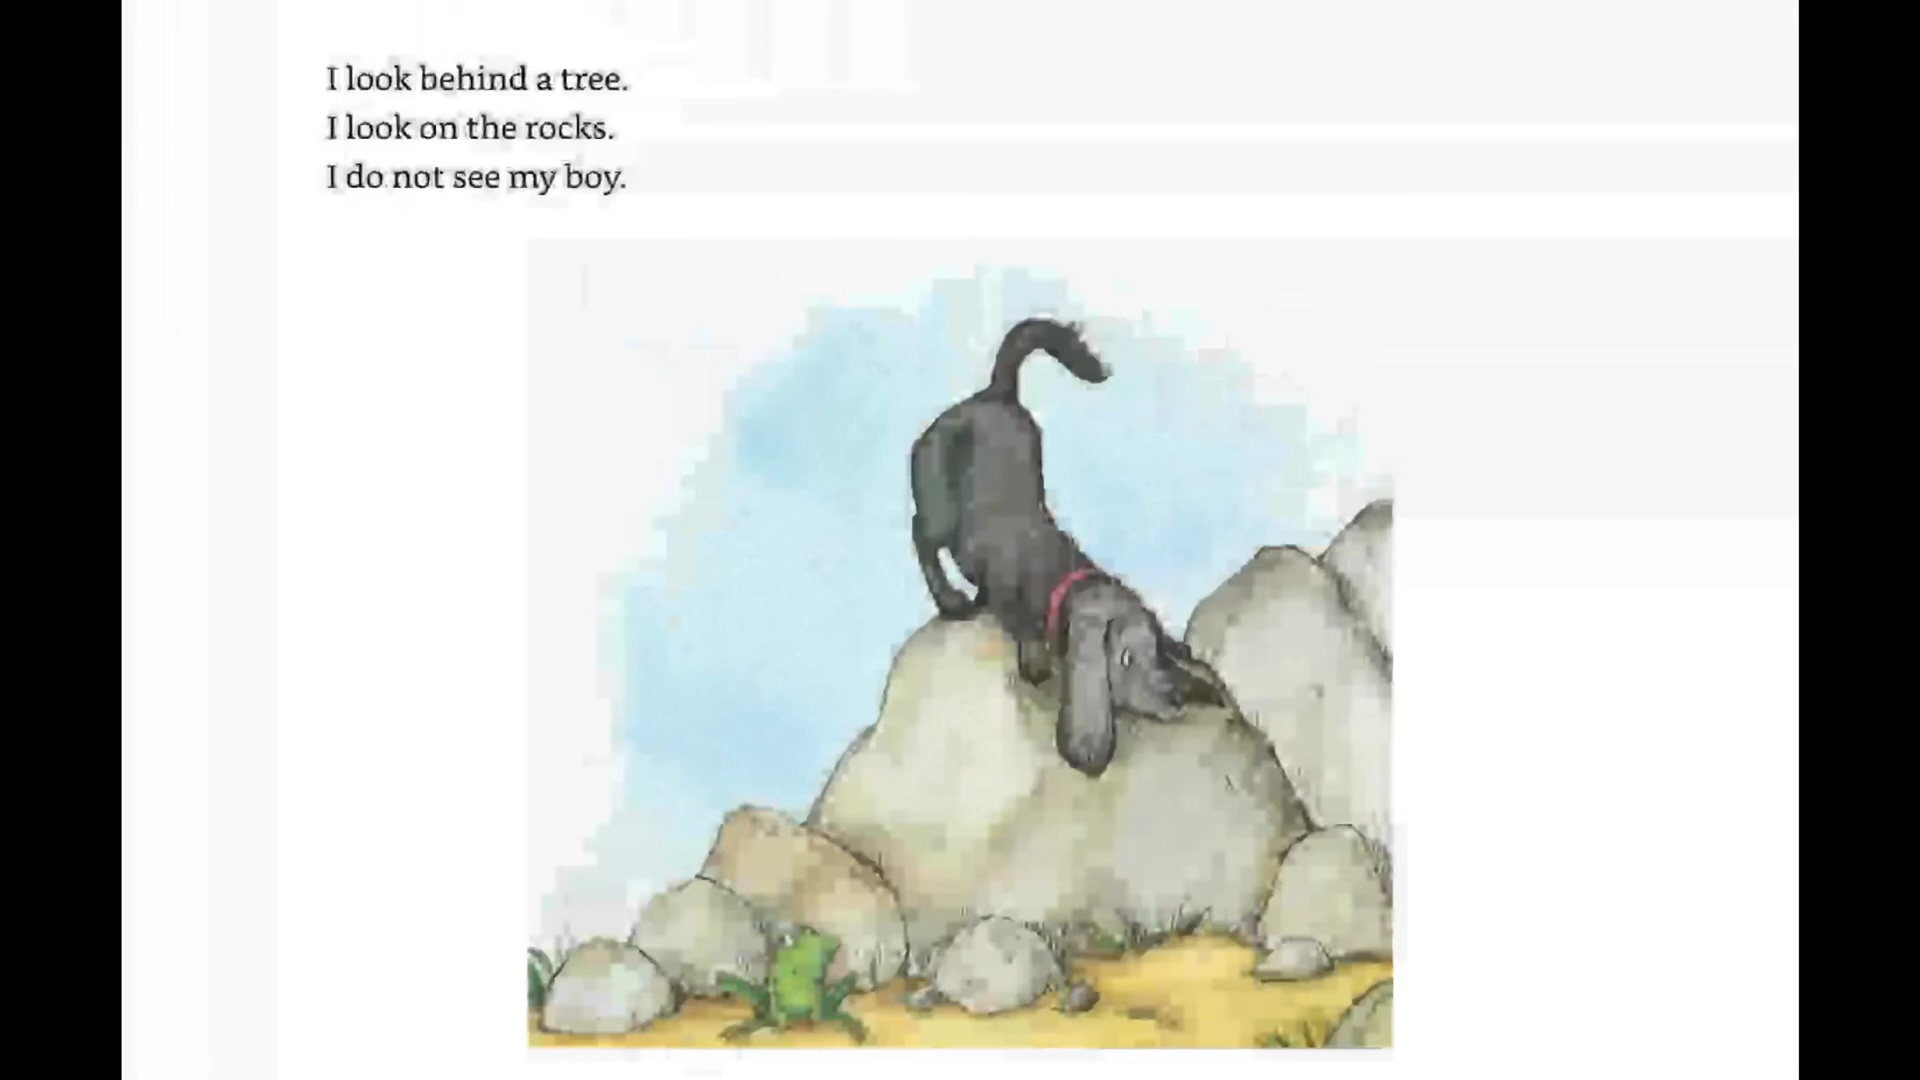 I look behind a tree.
I look on the rocks.
I do not see my boy.